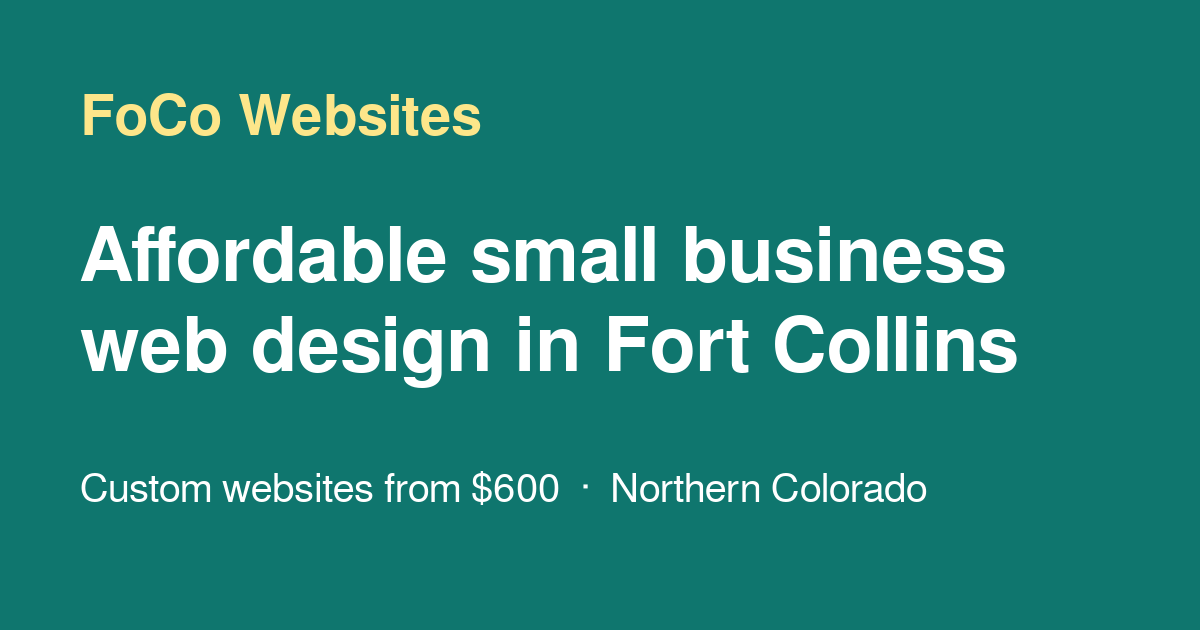 FoCo Websites
Affordable small business
web design in Fort Collins
Custom websites from $600 · Northern Colorado